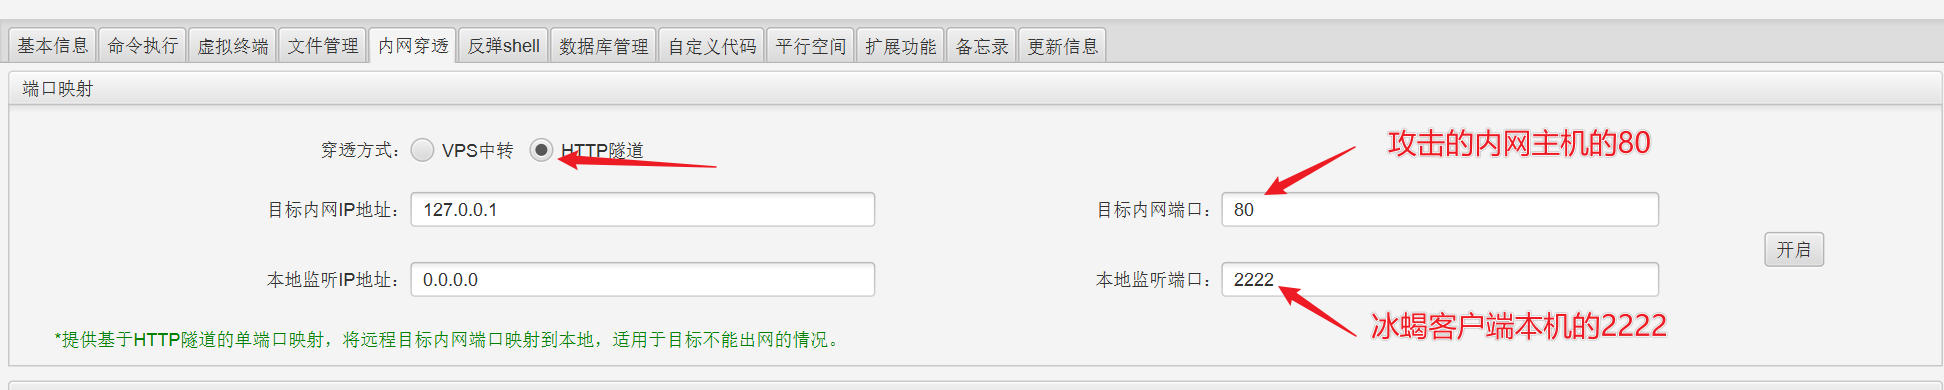 基本信息 命令执行 虚拟终端 文件管理 内网穿透 反弹shell 数据库管理 自定义代码 平行空间 扩展功能 备忘录 更新信息
端口映射
攻击的内网主机的80
穿透方式： VPS中转 HTTP隧道
目标内网IP地址： 127.0.0.1 目标内网端口： 80
开启
本地监听IP地址： 0.0.0.0 本地监听端口： 2222
冰蝎客户端本机的2222
*提供基于HTTP隧道的单端口映射，将远程目标内网端口映射到本地，适用于目标不能出网的情况。